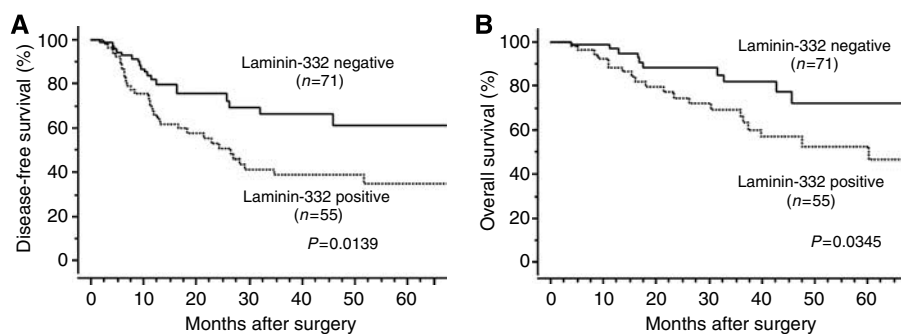 A
Disease-free survival (%)
100
80
60
40
20
0
Laminin-332 negative
(n=71)
Laminin-332 positive
(n=55)
P=0.0139
0 10 20 30 40 50 60
Months after surgery
B
Overall survival (%)
100
80
60
40
20
0
Laminin-332 negative
(n=71)
Laminin-332 positive
(n=55)
P=0.0345
0 10 20 30 40 50 60
Months after surgery